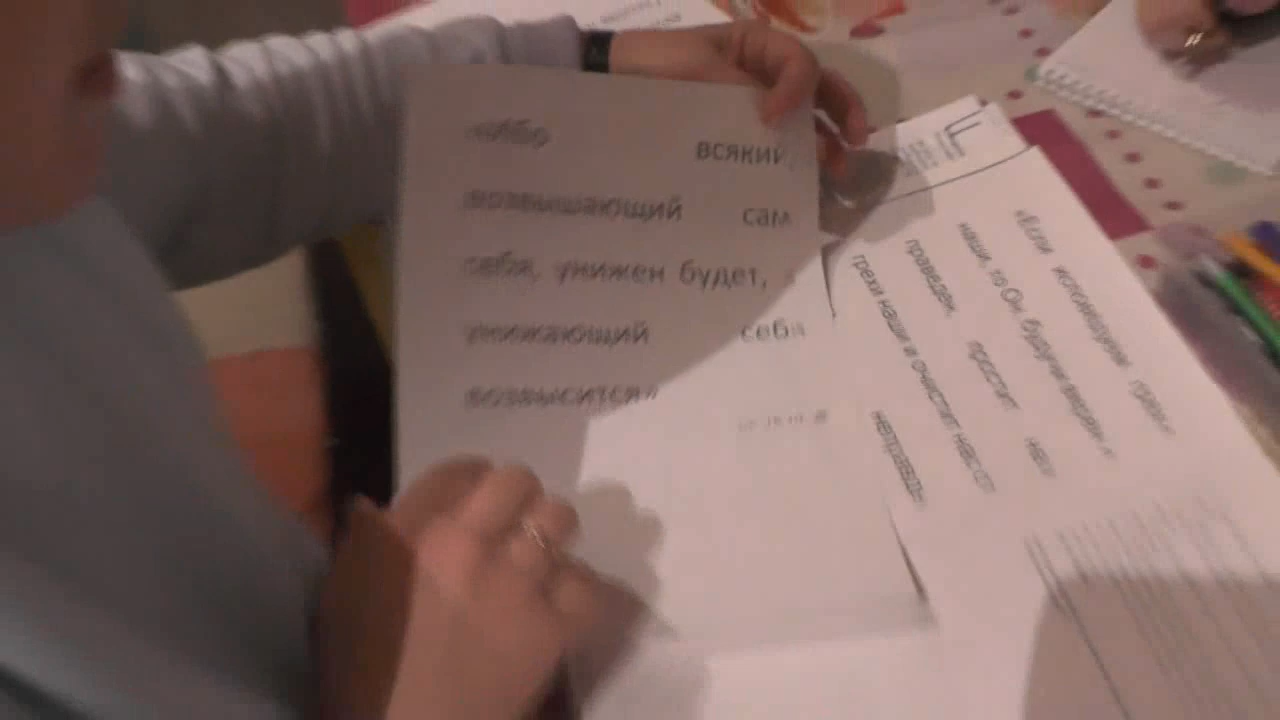 «Ибо всякий,
возвышающий сам
себя, унижен будет,
унижающий себя
возвысится»
«Если исповедуем грехи
наши, то Он, будучи верен и
праведен, простит нам
грехи наши и очистит нас от
неправды»